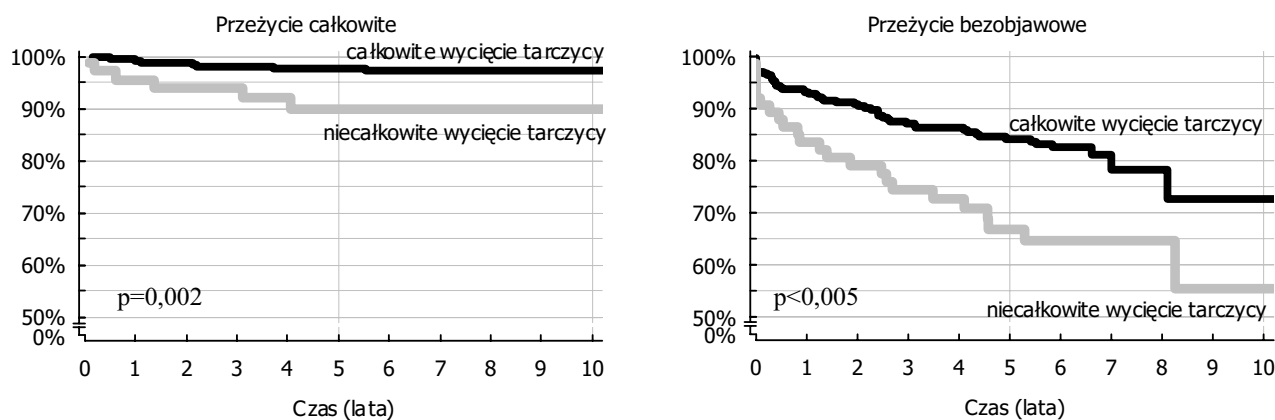 Przeżycie całkowite
100%
90%
80%
70%
60%
50%
0%
całkowite wycięcie tarczycy
niecałkowite wycięcie tarczycy
p=0,002
0 1 2 3 4 5 6 7 8 9 10
Czas (lata)
Przeżycie bezobjawowe
100%
90%
80%
70%
60%
50%
0%
całkowite wycięcie tarczycy
p<0,005
niecałkowite wycięcie tarczycy
0 1 2 3 4 5 6 7 8 9 10
Czas (lata)